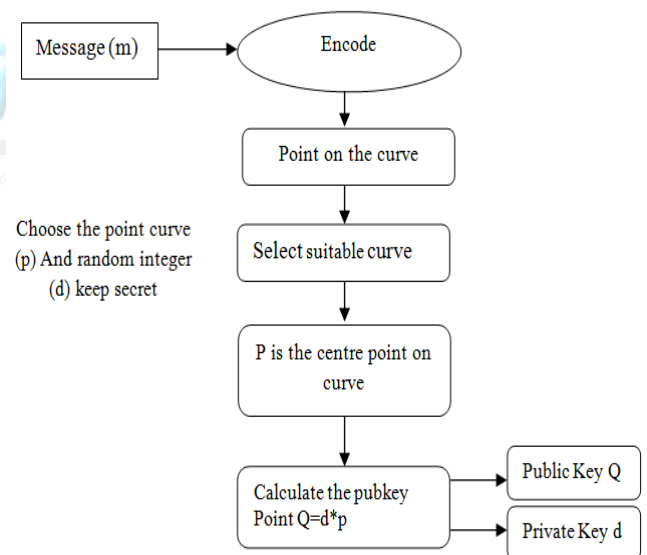 Message (m)
Encode
Point on the curve
Choose the point curve
(p) And random integer
(d) keep secret
Select suitable curve
P is the centre point on
curve
Calculate the pubkey
Point Q=d*p
Public Key Q
Private Key d